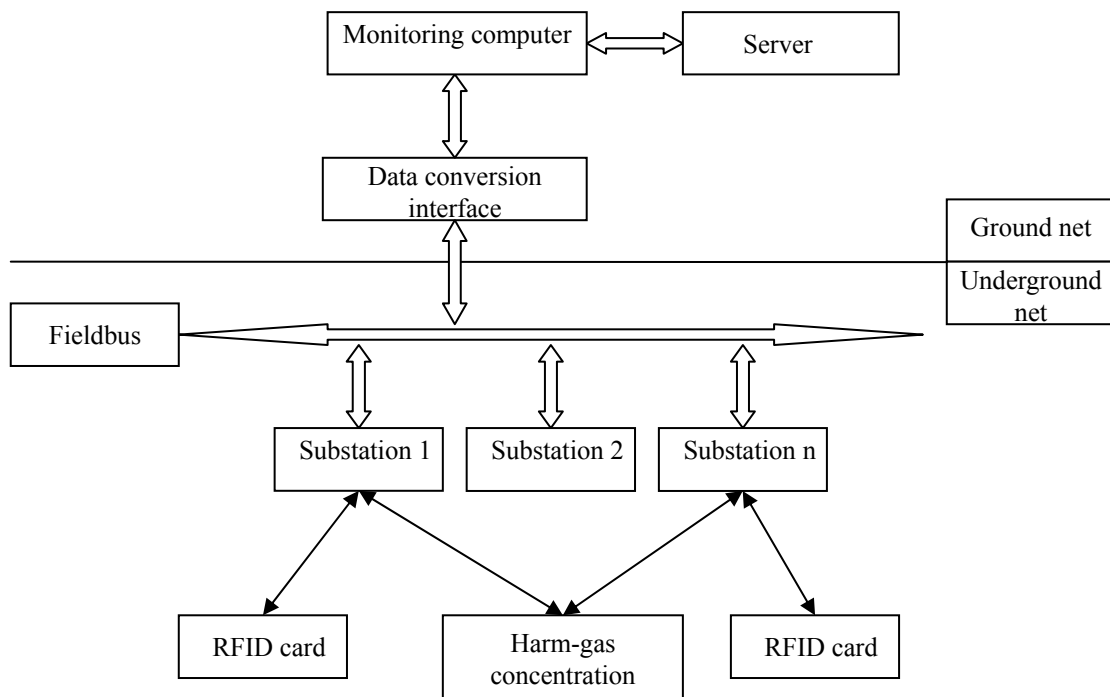 Monitoring computer
Server
Data conversion
interface
Ground net
Underground
net
Fieldbus
Substation 1
Substation 2
Substation n
RFID card
Harm-gas
concentration
RFID card